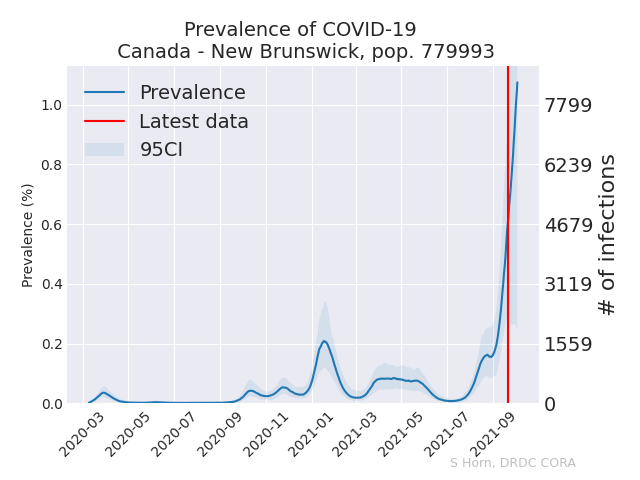 Prevalence of COVID-19
Canada - New Brunswick, pop. 779993
Prevalence
Latest data
95CI
Prevalence (%)
1.0
0.8
0.6
0.4
0.2
0.0
7799
6239
4679
3119
1559
0
# of infections
2020-03
2020-05
2020-07
2020-09
2020-11
2021-01
2021-03
2021-05
2021-07
2021-09
S Horn, DRDC CORA